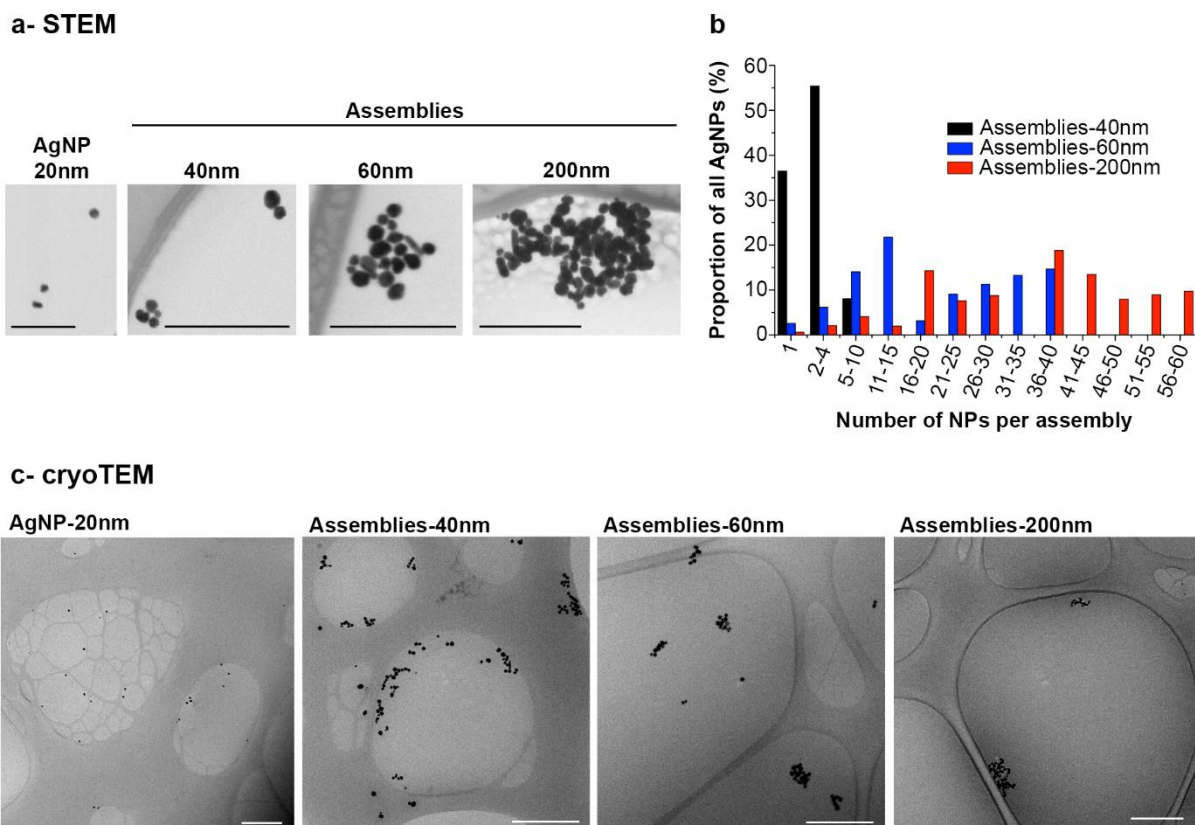 a- STEM
Assemblies
AgNP
20nm
40nm
60nm
200nm
b
Proportion of all AgNPs (%)
60
50
40
30
20
10
0
Assemblies-40nm
Assemblies-60nm
Assemblies-200nm
1
2-4
5-10
11-15
16-20
21-25
26-30
31-35
36-40
41-45
46-50
51-55
56-60
Number of NPs per assembly
c- cryoTEM
AgNP-20nm
Assemblies-40nm
Assemblies-60nm
Assemblies-200nm